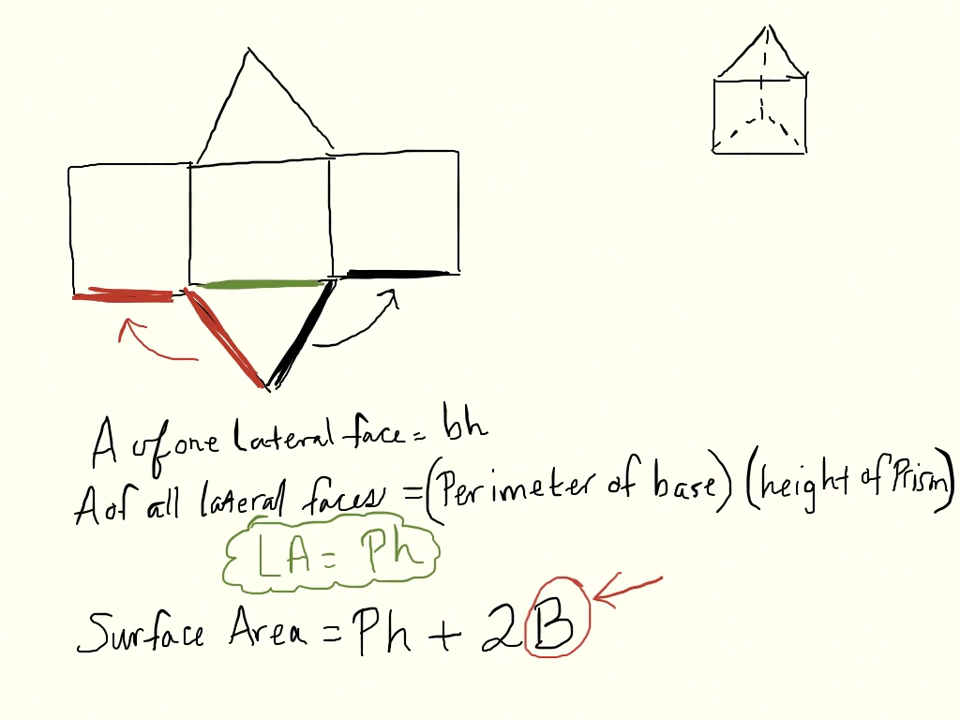 A of one Lateral face = bh
A of all lateral faces = (Perimeter of base) (height of Prism)
LA = Ph
Surface Area = Ph + 2B